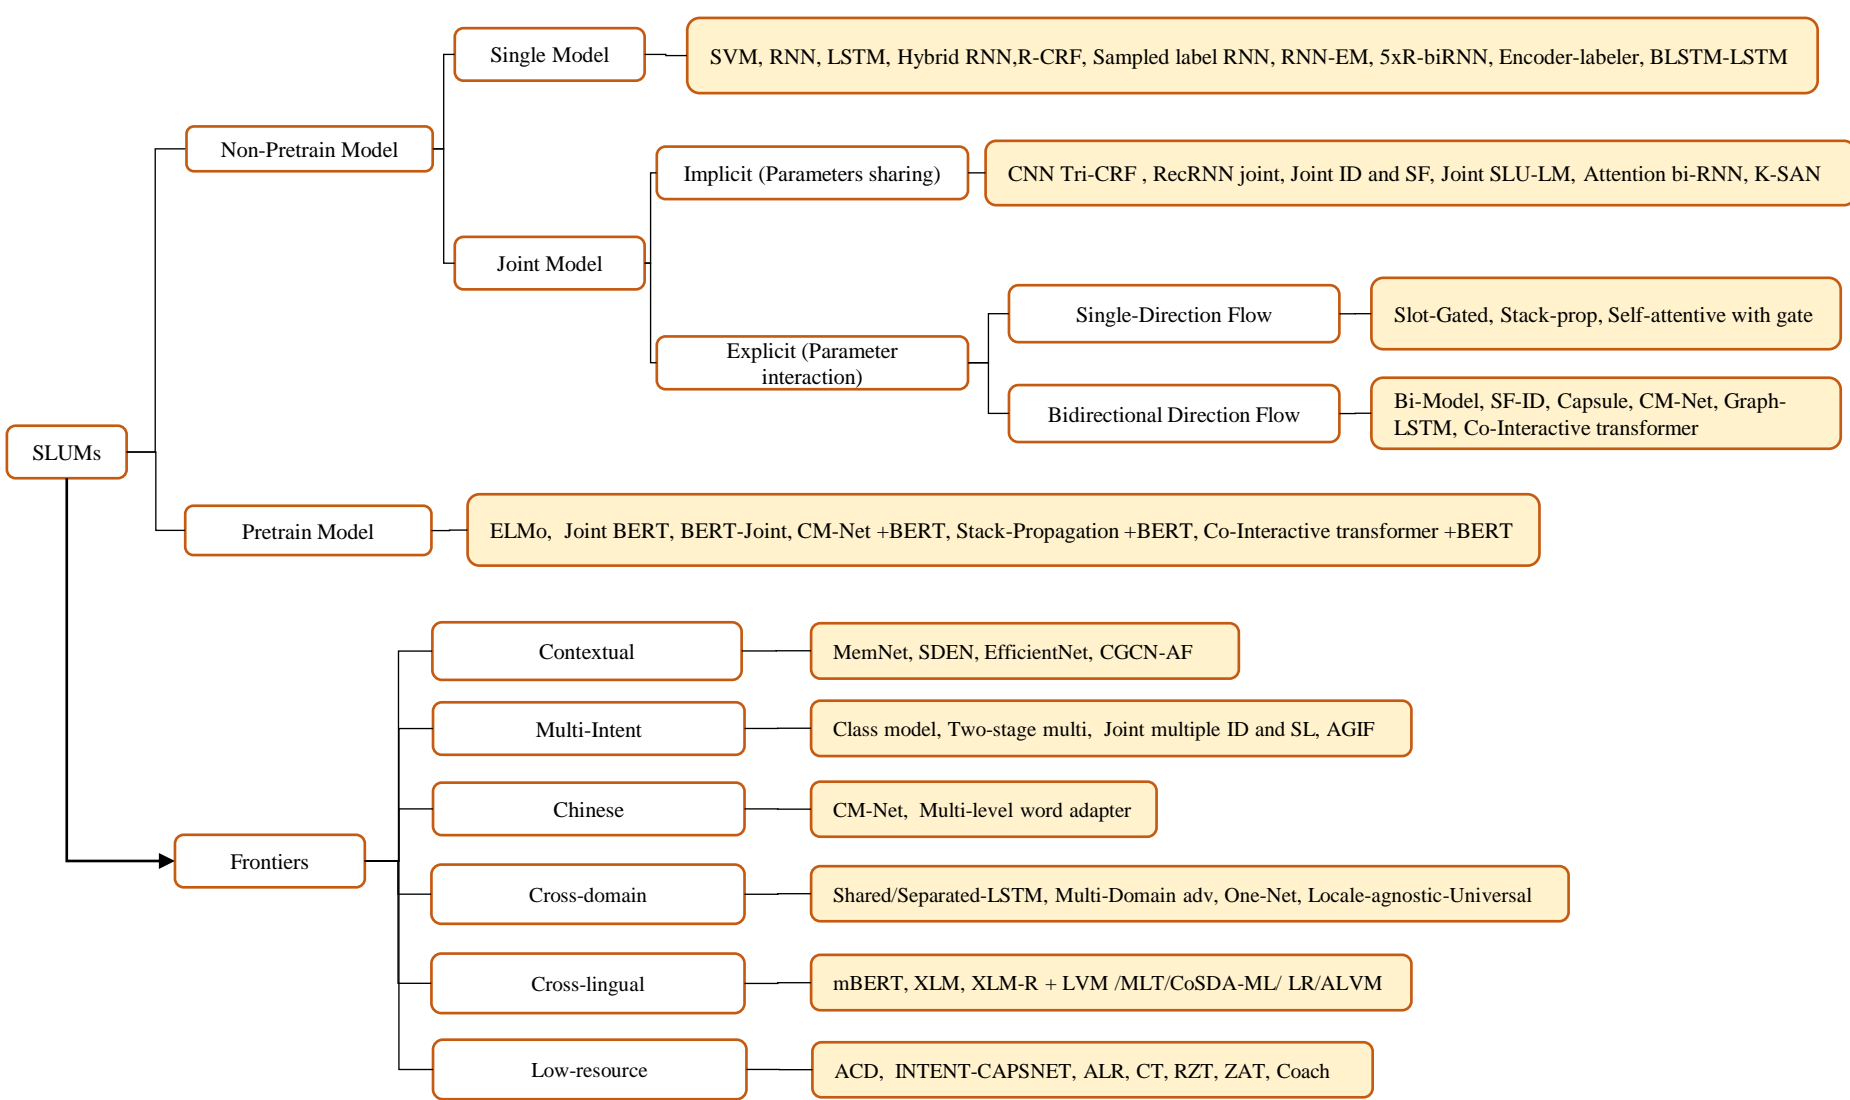 Single Model
SVM, RNN, LSTM, Hybrid RNN,R-CRF, Sampled label RNN, RNN-EM, 5xR-biRNN, Encoder-labeler, BLSTM-LSTM
Non-Pretrain Model
Implicit (Parameters sharing)
CNN Tri-CRF , RecRNN joint, Joint ID and SF, Joint SLU-LM, Attention bi-RNN, K-SAN
Joint Model
Single-Direction Flow
Slot-Gated, Stack-prop, Self-attentive with gate
Explicit (Parameter
interaction)
Bidirectional Direction Flow
Bi-Model, SF-ID, Capsule, CM-Net, Graph-
LSTM, Co-Interactive transformer
SLUMs
Pretrain Model
ELMo, Joint BERT, BERT-Joint, CM-Net +BERT, Stack-Propagation +BERT, Co-Interactive transformer +BERT
Contextual
MemNet, SDEN, EfficientNet, CGCN-AF
Multi-Intent
Class model, Two-stage multi, Joint multiple ID and SL, AGIF
Chinese
CM-Net, Multi-level word adapter
Frontiers
Cross-domain
Shared/Separated-LSTM, Multi-Domain adv, One-Net, Locale-agnostic-Universal
Cross-lingual
mBERT, XLM, XLM-R + LVM /MLT/CoSDA-ML/ LR/ALVM
Low-resource
ACD, INTENT-CAPSNET, ALR, CT, RZT, ZAT, Coach